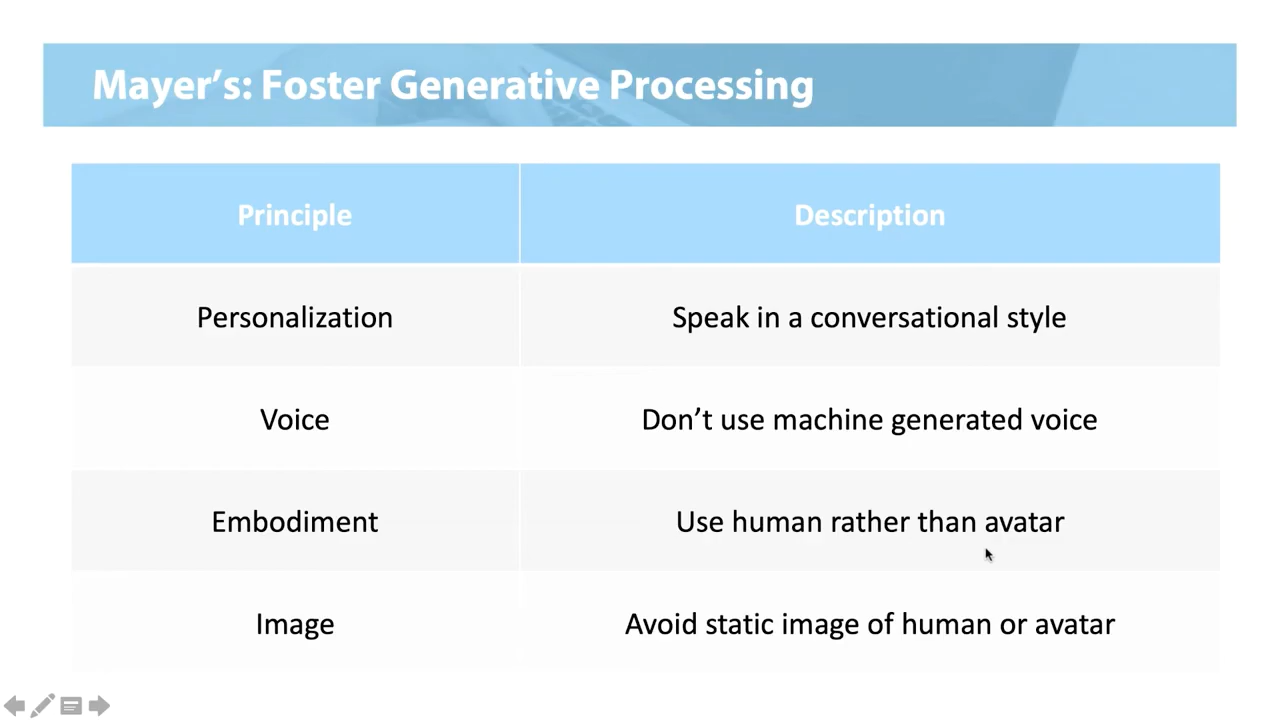 Mayer’s: Foster Generative Processing
Principle Description
Personalization Speak in a conversational style
Voice Don’t use machine generated voice
Embodiment Use human rather than avatar
Image Avoid static image of human or avatar